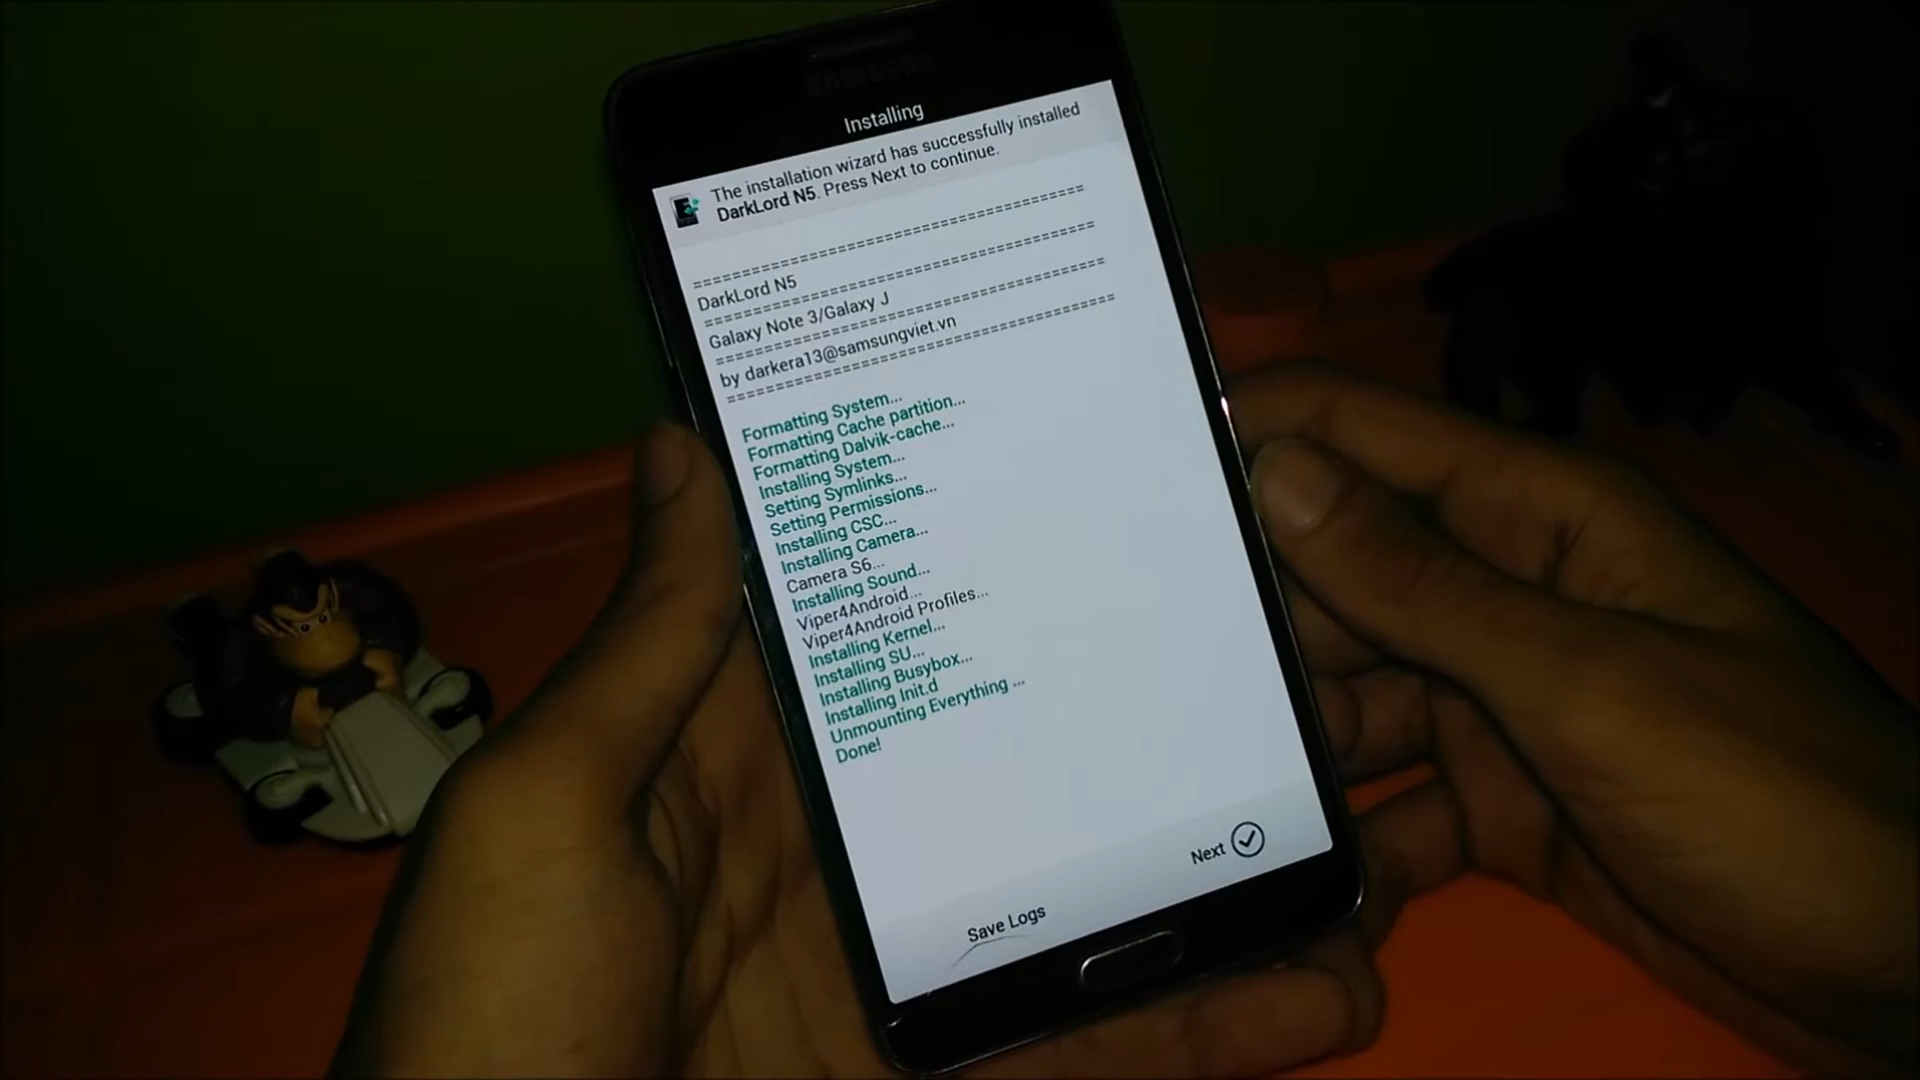 SAMSUNG
Installing
The installation wizard has successfully installed
DarkLord N5. Press Next to continue.
==============================================
DarkLord N5
==============================================
Galaxy Note 3/Galaxy J
==============================================
by darkera13@samsungviet.vn
==============================================
Formatting System...
Formatting Cache partition...
Formatting Dalvik-cache...
Installing System...
Setting Symlinks...
Setting Permissions...
Installing CSC...
Installing Camera...
Camera S6...
Installing Sound...
Viper4Android...
Viper4Android Profiles...
Installing Kernel...
Installing SU...
Installing Busybox...
Installing Init.d
Unmounting Everything ...
Done!
Next
Save Logs